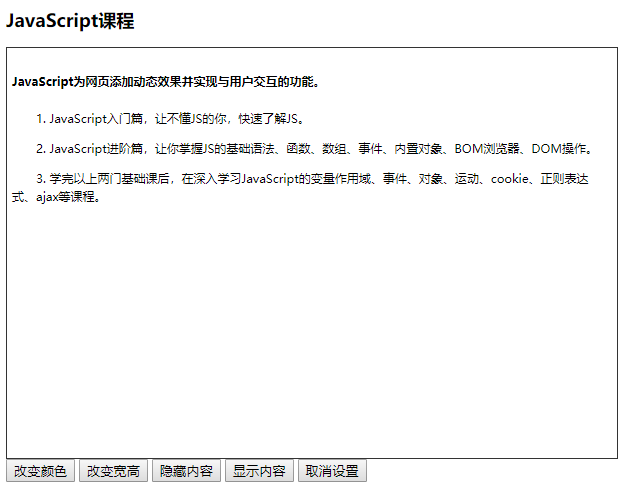 JavaScript课程
JavaScript为网页添加动态效果并实现与用户交互的功能。
1. JavaScript入门篇，让不懂JS的你，快速了解JS。
2. JavaScript进阶篇，让你掌握JS的基础语法、函数、数组、事件、内置对象、BOM浏览器、DOM操作。
3. 学完以上两门基础课后，在深入学习JavaScript的变量作用域、事件、对象、运动、cookie、正则表达
式、ajax等课程。
改变颜色 改变宽高 隐藏内容 显示内容 取消设置